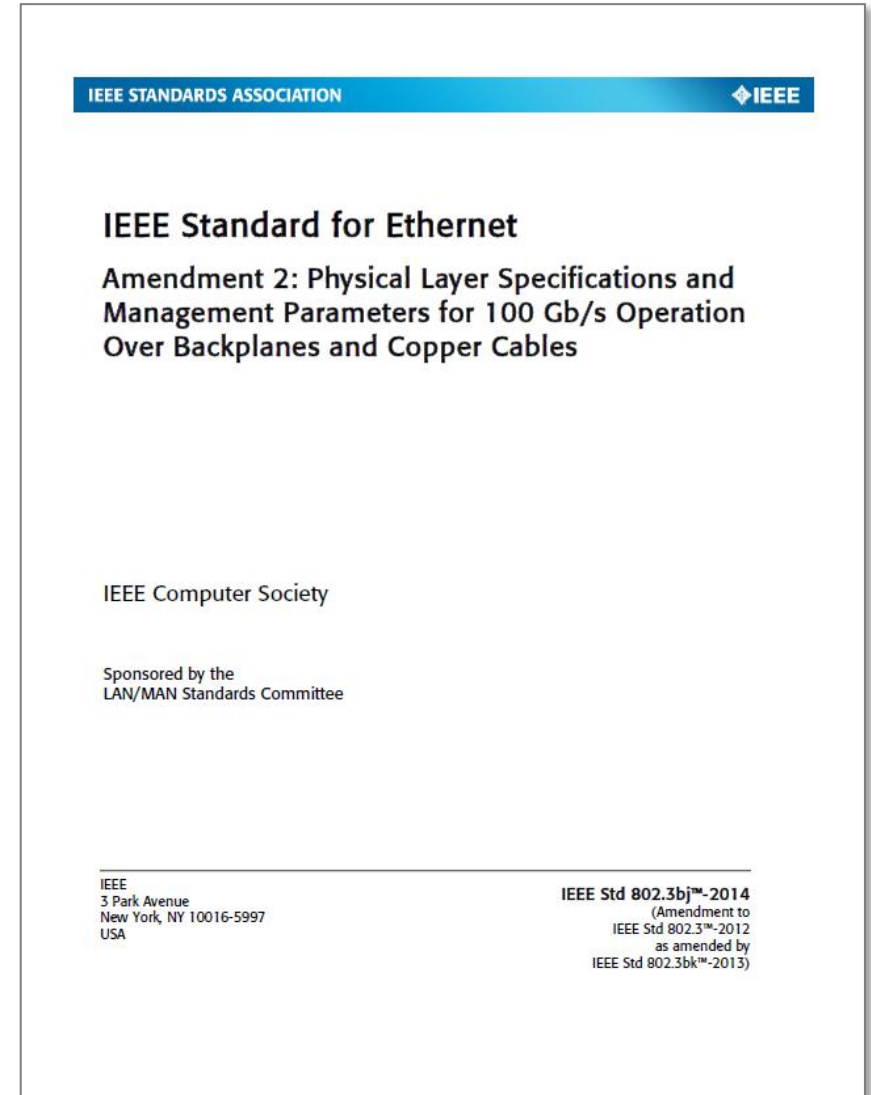 IEEE STANDARDS ASSOCIATION
IEEE
IEEE Standard for Ethernet
Amendment 2: Physical Layer Specifications and
Management Parameters for 100 Gb/s Operation
Over Backplanes and Copper Cables
IEEE Computer Society
Sponsored by the
LAN/MAN Standards Committee
IEEE
3 Park Avenue
New York, NY 10016-5997
USA
IEEE Std 802.3bj™-2014
(Amendment to
IEEE Std 802.3™-2012
as amended by
IEEE Std 802.3bk™-2013)